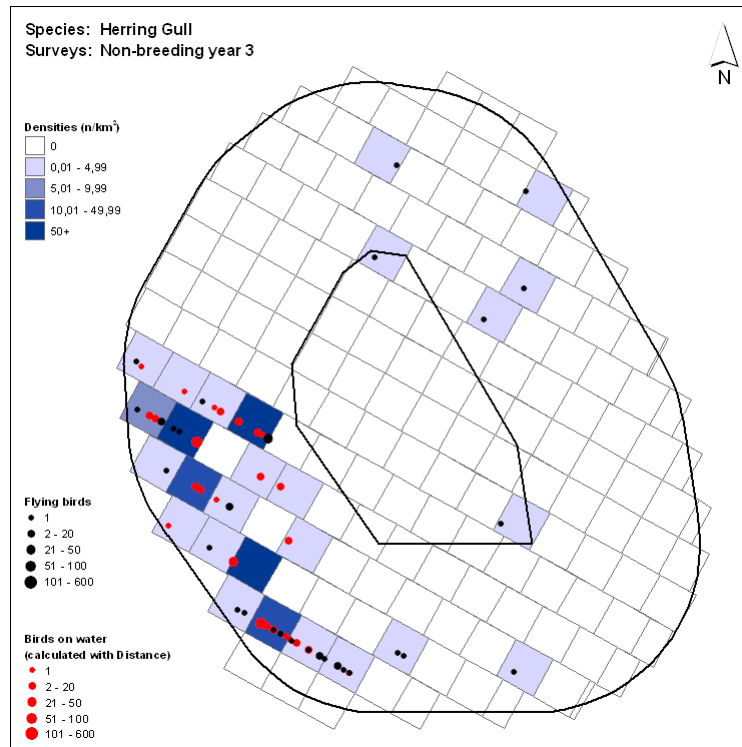 Species: Herring Gull
Surveys: Non-breeding year 3
N
Densities (n/km²)
0
0,01 - 4,99
5,01 - 9,99
10,01 - 49,99
50+
Flying birds
1
2 - 20
21 - 50
51 - 100
101 - 600
Birds on water
(calculated with Distance)
1
2 - 20
21 - 50
51 - 100
101 - 600